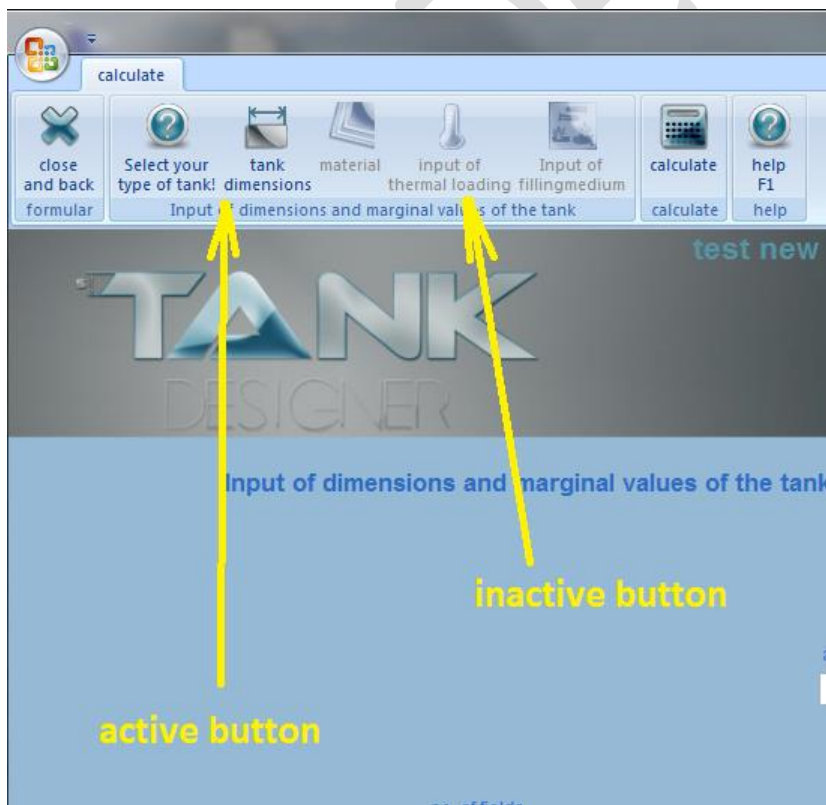 calculate
close
and back
Select your
type of tank!
tank
dimensions
material
input of
thermal loading
Input of
fillingmedium
calculate
help
F1
formular
Input of dimensions and marginal values of the tank
calculate
help
test new
TANK
DESIGNER
Input of dimensions and marginal values of the tank
inactive button
active button